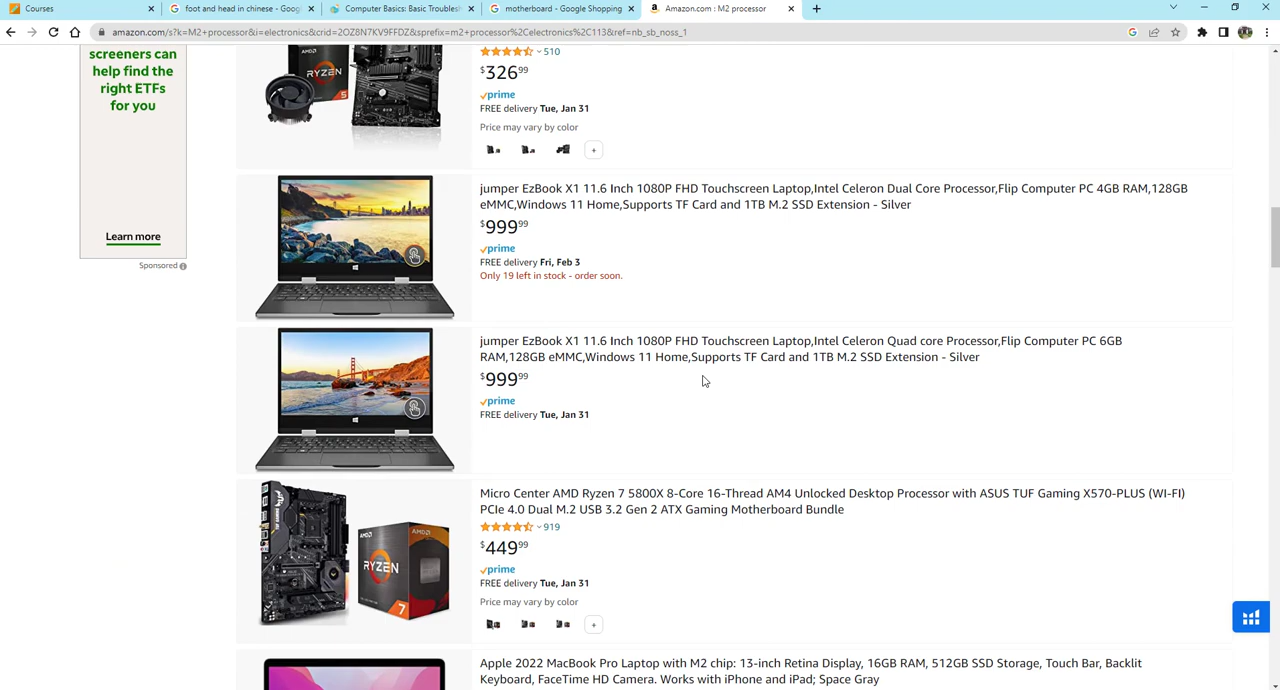 Courses
foot and head in chinese - Goog
Computer Basics: Basic Troubles
motherboard - Google Shopping
Amazon.com : M2 processor
amazon.com/s?k=M2+processor&i=electronics&crid=2OZ8N7KV9FFDZ&sprefix=m2+processor%2Celectronics%2C113&ref=nb_sb_noss_1
screeners can
help find the
right ETFs
for you
Learn more
Sponsored
RYZEN
5
510
$326 99
prime
FREE delivery Tue, Jan 31
Price may vary by color
+
jumper EzBook X1 11.6 Inch 1080P FHD Touchscreen Laptop,Intel Celeron Dual Core Processor,Flip Computer PC 4GB RAM,128GB
eMMC,Windows 11 Home,Supports TF Card and 1TB M.2 SSD Extension - Silver
$999 99
prime
FREE delivery Fri, Feb 3
Only 19 left in stock - order soon.
jumper EzBook X1 11.6 Inch 1080P FHD Touchscreen Laptop,Intel Celeron Quad core Processor,Flip Computer PC 6GB
RAM,128GB eMMC,Windows 11 Home,Supports TF Card and 1TB M.2 SSD Extension - Silver
$999 99
prime
FREE delivery Tue, Jan 31
AMD
RYZEN
7
Micro Center AMD Ryzen 7 5800X 8-Core 16-Thread AM4 Unlocked Desktop Processor with ASUS TUF Gaming X570-PLUS (WI-FI)
PCIe 4.0 Dual M.2 USB 3.2 Gen 2 ATX Gaming Motherboard Bundle
919
$449 99
prime
FREE delivery Tue, Jan 31
Price may vary by color
+
Apple 2022 MacBook Pro Laptop with M2 chip: 13-inch Retina Display, 16GB RAM, 512GB SSD Storage, Touch Bar, Backlit
Keyboard, FaceTime HD Camera. Works with iPhone and iPad; Space Gray